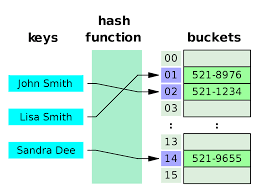 keys
hash
function
buckets
John Smith
Lisa Smith
Sandra Dee
00
01 521-8976
02 521-1234
03
: :
13
14 521-9655
15